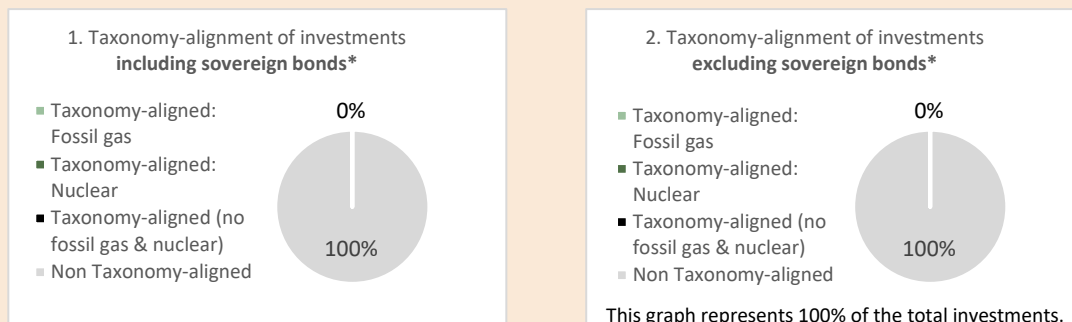 1. Taxonomy-alignment of investments
including sovereign bonds*
Taxonomy-aligned:
Fossil gas
Taxonomy-aligned:
Nuclear
Taxonomy-aligned (no
fossil gas & nuclear)
Non Taxonomy-aligned
0%
100%
2. Taxonomy-alignment of investments
excluding sovereign bonds*
Taxonomy-aligned:
Fossil gas
Taxonomy-aligned:
Nuclear
Taxonomy-aligned (no
fossil gas & nuclear)
Non Taxonomy-aligned
0%
100%
This graph represents 100% of the total investments.